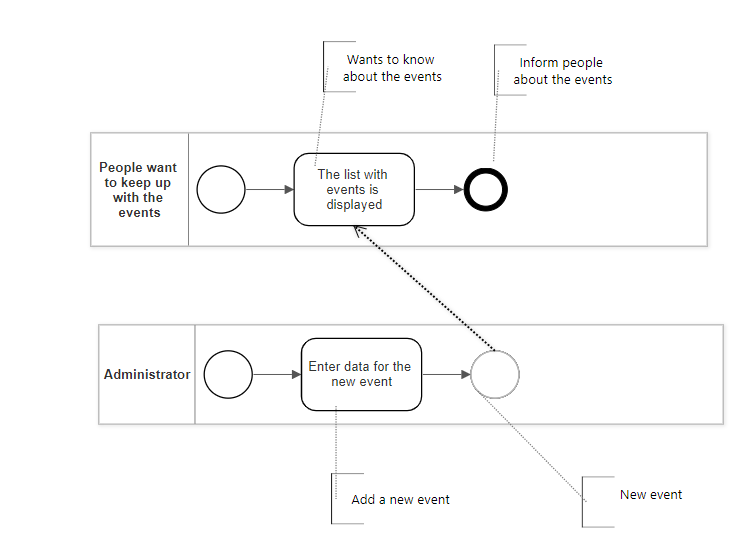 Wants to know
about the events
Inform people
about the events
People want
to keep up
with the
events
The list with
events is
displayed
Administrator
Enter data for the
new event
Add a new event
New event